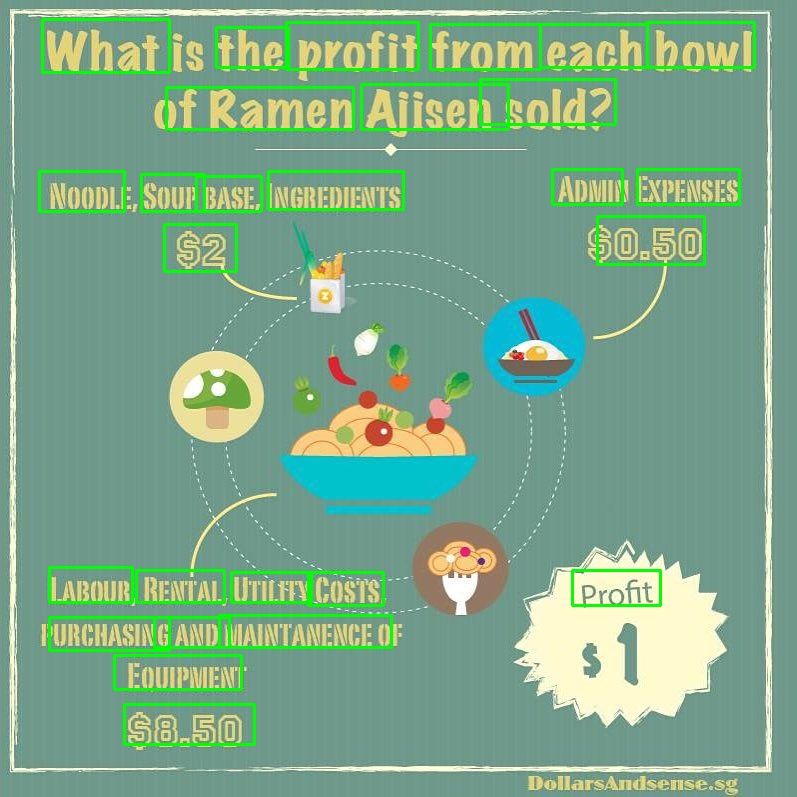 What is the profit from each bowl
of Ramen Ajisen sold?
NOODLE, SOUP BASE, INGREDIENTS
$2
ADMIN EXPENSES
$0.50
LABOUR, RENTAL, UTILITY COSTS
PURCHASING AND MAINTANENCE OF
EQUIPMENT
$8.50
Profit
$1
DollarsAndsense.sg